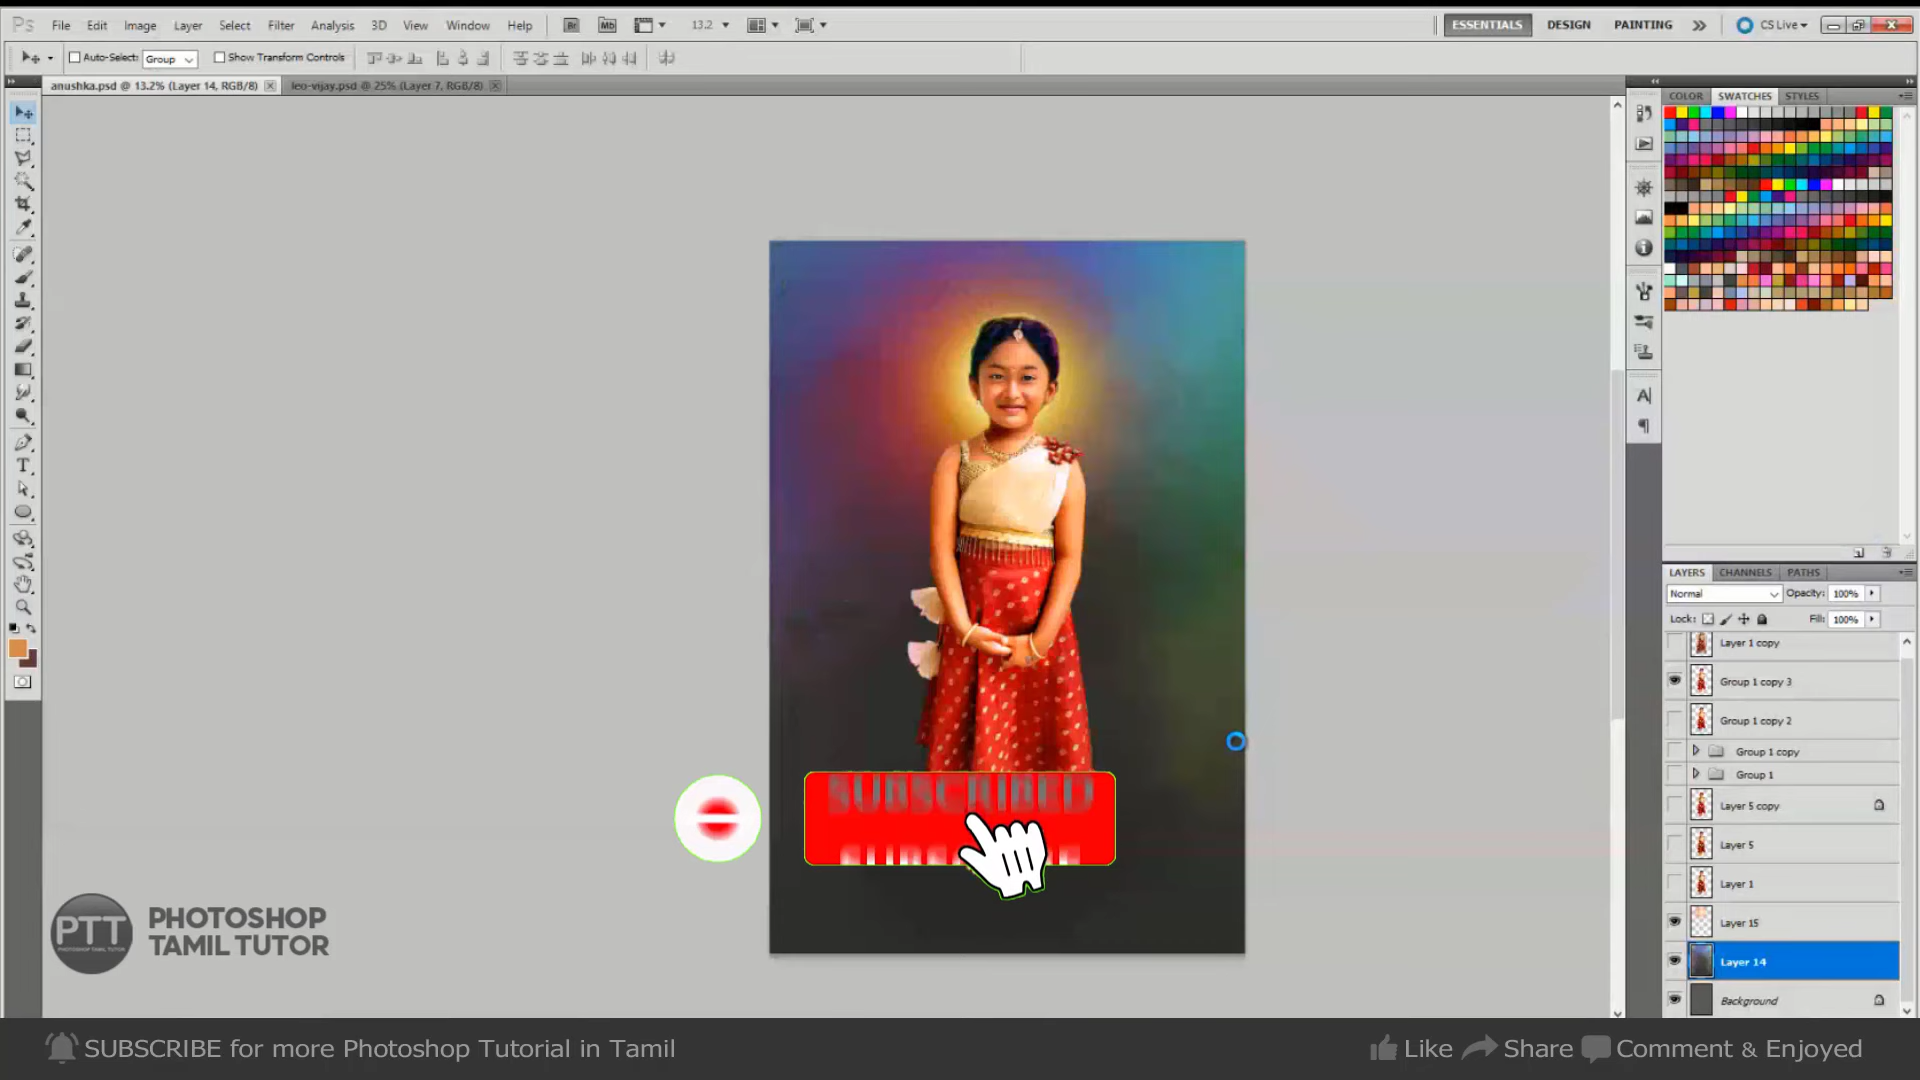 Ps File Edit Image Layer Select Filter Analysis 3D View Window Help Br Mb 13.2 ESSENTIALS DESIGN PAINTING CS Live
Auto-Select: Group Show Transform Controls
anushka.psd @ 13.2% (Layer 14, RGB/8) leo-vijay.psd @ 25% (Layer 7, RGB/8)
COLOR SWATCHES STYLES
LAYERS CHANNELS PATHS
Normal Opacity: 100%
Lock: Fill: 100%
Layer 1 copy
Group 1 copy 3
Group 1 copy 2
Group 1 copy
Group 1
Layer 5 copy
Layer 5
Layer 1
Layer 15
Layer 14
Background
SUBSCRIBED
PTT
PHOTOSHOP
TAMIL TUTOR
SUBSCRIBE for more Photoshop Tutorial in Tamil
Like Share Comment & Enjoyed